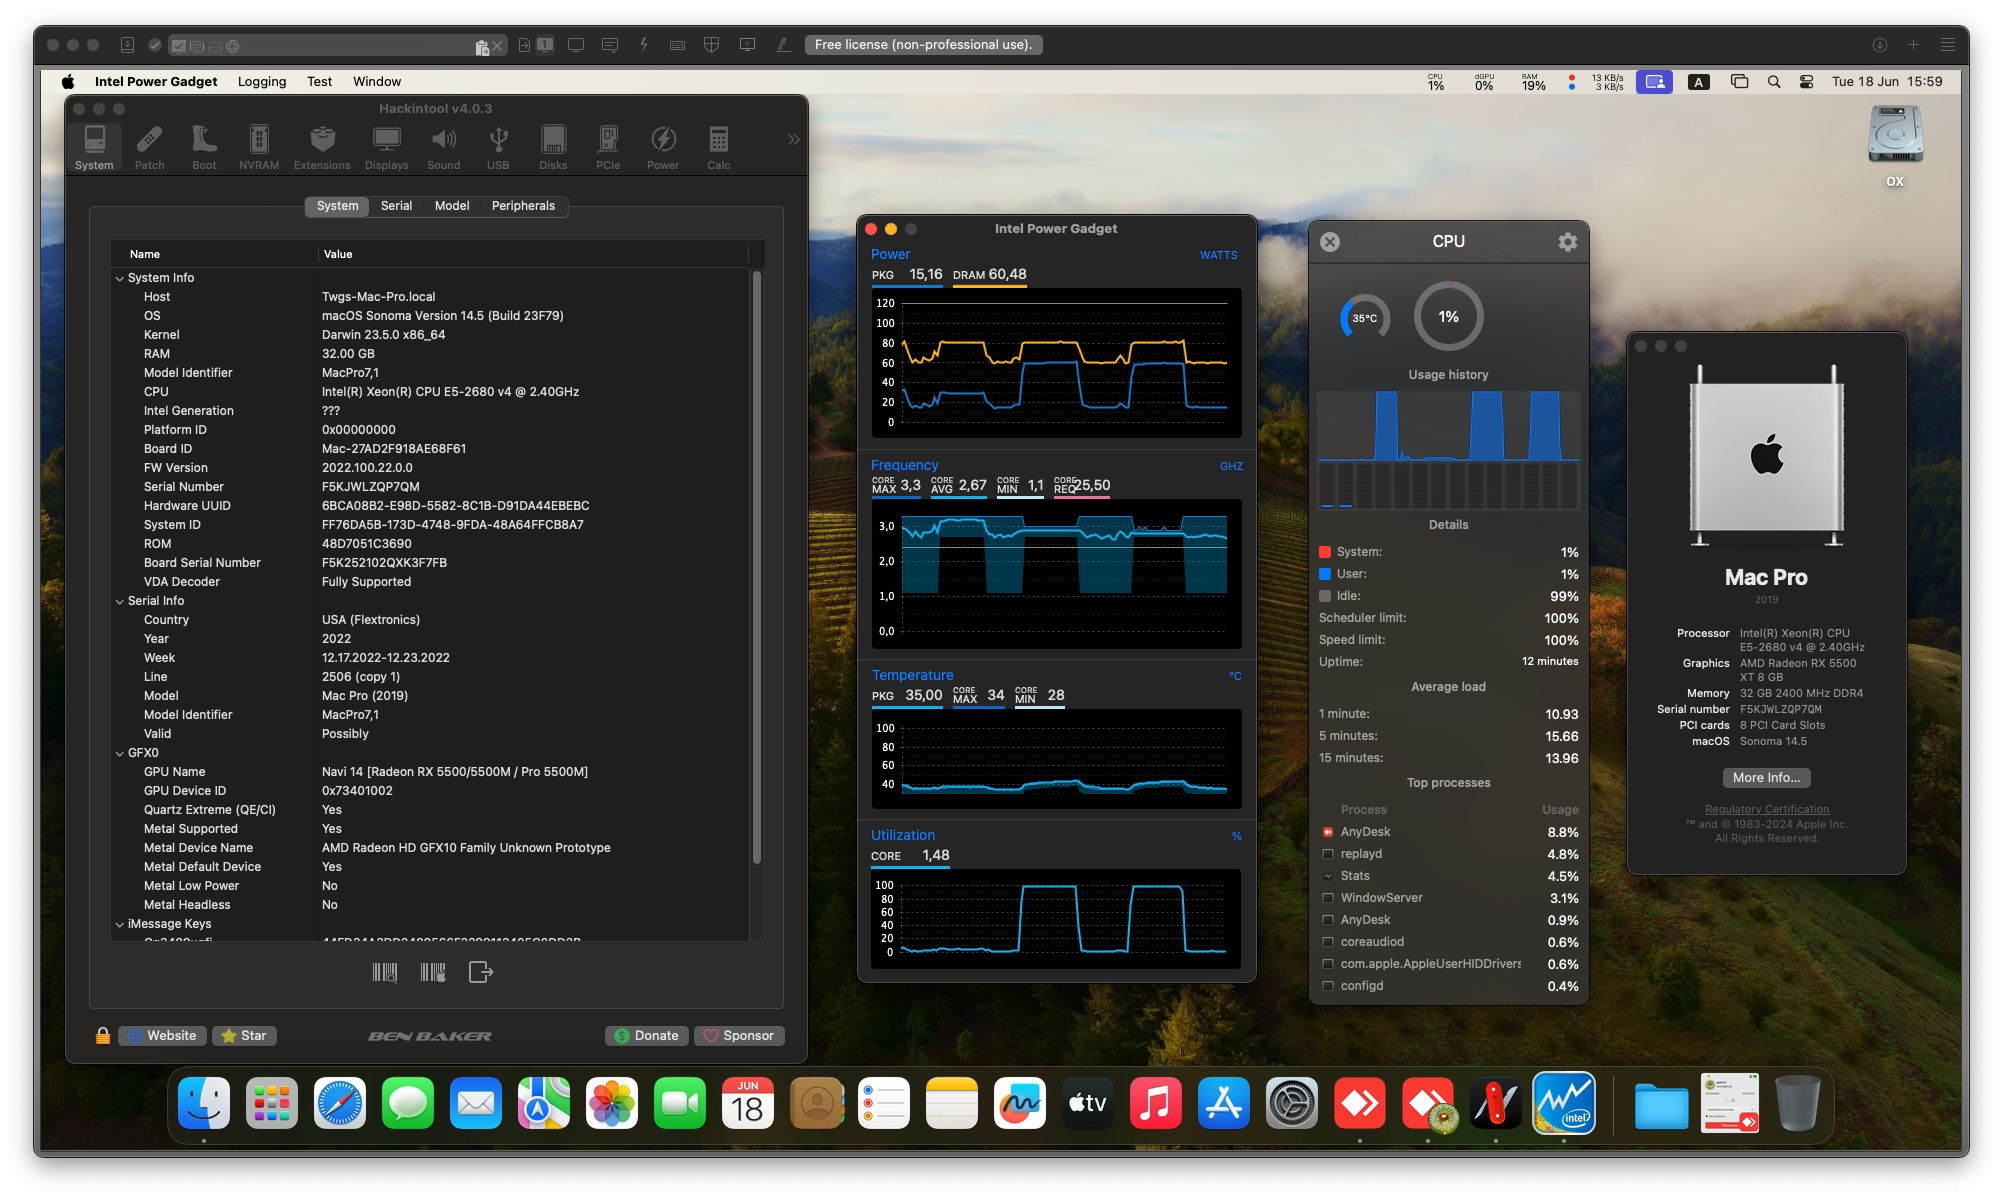 1
Free license (non-professional use).
Intel Power Gadget Logging Test Window
CPU 1% dGPU 0% RAM 19% 13 KB/s 3 KB/s A Tue 18 Jun 15:59
OX
Hackintool v4.0.3
System Patch Boot NVRAM Extensions Displays Sound USB Disks PCIe Power Calc
System Serial Model Peripherals
Name Value
System Info
Host Twgs-Mac-Pro.local
OS macOS Sonoma Version 14.5 (Build 23F79)
Kernel Darwin 23.5.0 x86_64
RAM 32.00 GB
Model Identifier MacPro7,1
CPU Intel(R) Xeon(R) CPU E5-2680 v4 @ 2.40GHz
Intel Generation ???
Platform ID 0x00000000
Board ID Mac-27AD2F918AE68F61
FW Version 2022.100.22.0.0
Serial Number F5KJWLZQP7QM
Hardware UUID 6BCA08B2-E98D-5582-8C1B-D91DA44EBEBC
System ID FF76DA5B-173D-4748-9FDA-48A64FFCB8A7
ROM 48D7051C3690
Board Serial Number F5K252102QXK3F7FB
VDA Decoder Fully Supported
Serial Info
Country USA (Flextronics)
Year 2022
Week 12.17.2022-12.23.2022
Line 2506 (copy 1)
Model Mac Pro (2019)
Model Identifier MacPro7,1
Valid Possibly
GFX0
GPU Name Navi 14 [Radeon RX 5500/5500M / Pro 5500M]
GPU Device ID 0x73401002
Quartz Extreme (QE/CI) Yes
Metal Supported Yes
Metal Device Name AMD Radeon HD GFX10 Family Unknown Prototype
Metal Default Device Yes
Metal Low Power No
Metal Headless No
iMessage Keys
Website Star BEN BAKER Donate Sponsor
Intel Power Gadget
Power WATTS
PKG 15,16 DRAM 60,48
120
100
80
60
40
20
0
Frequency GHZ
CORE MAX 3,3 CORE AVG 2,67 CORE MIN 1,1 CORE REQ 25,50
3,0
2,0
1,0
0,0
Temperature °C
PKG 35,00 CORE MAX 34 CORE MIN 28
100
80
60
40
Utilization %
CORE 1,48
100
80
60
40
20
0
CPU
35°C 1%
Usage history
Details
System: 1%
User: 1%
Idle: 99%
Scheduler limit: 100%
Speed limit: 100%
Uptime: 12 minutes
Average load
1 minute: 10.93
5 minutes: 15.66
15 minutes: 13.96
Top processes
Process Usage
AnyDesk 8.8%
replayd 4.8%
Stats 4.5%
WindowServer 3.1%
AnyDesk 0.9%
coreaudiod 0.6%
com.apple.AppleUserHIDDrivers 0.6%
configd 0.4%
Mac Pro
2019
Processor Intel(R) Xeon(R) CPU
E5-2680 v4 @ 2.40GHz
Graphics AMD Radeon RX 5500
XT 8 GB
Memory 32 GB 2400 MHz DDR4
Serial number F5KJWLZQP7QM
PCI cards 8 PCI Card Slots
macOS Sonoma 14.5
More Info...
Regulatory Certification
™ and © 1983-2024 Apple Inc.
All Rights Reserved.
JUN
18
tv
intel